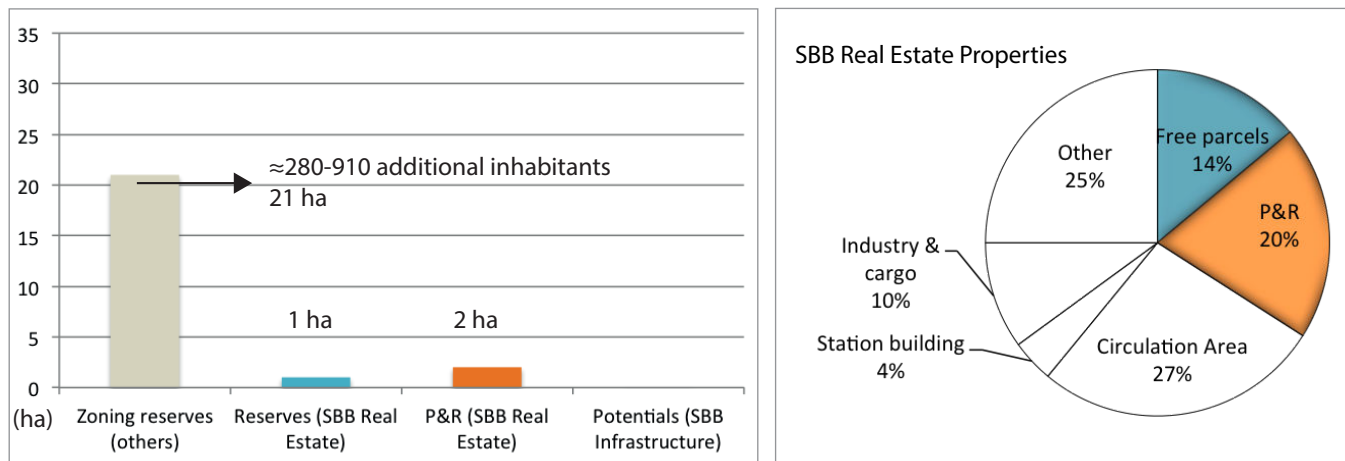 35
30
25
20
15
10
5
0
(ha)
≈280-910 additional inhabitants
21 ha
1 ha
2 ha
Zoning reserves
(others)
Reserves (SBB Real
Estate)
P&R (SBB Real
Estate)
Potentials (SBB
Infrastructure)
SBB Real Estate Properties
Free parcels
14%
P&R
20%
Circulation Area
27%
Station building
4%
Industry &
cargo
10%
Other
25%